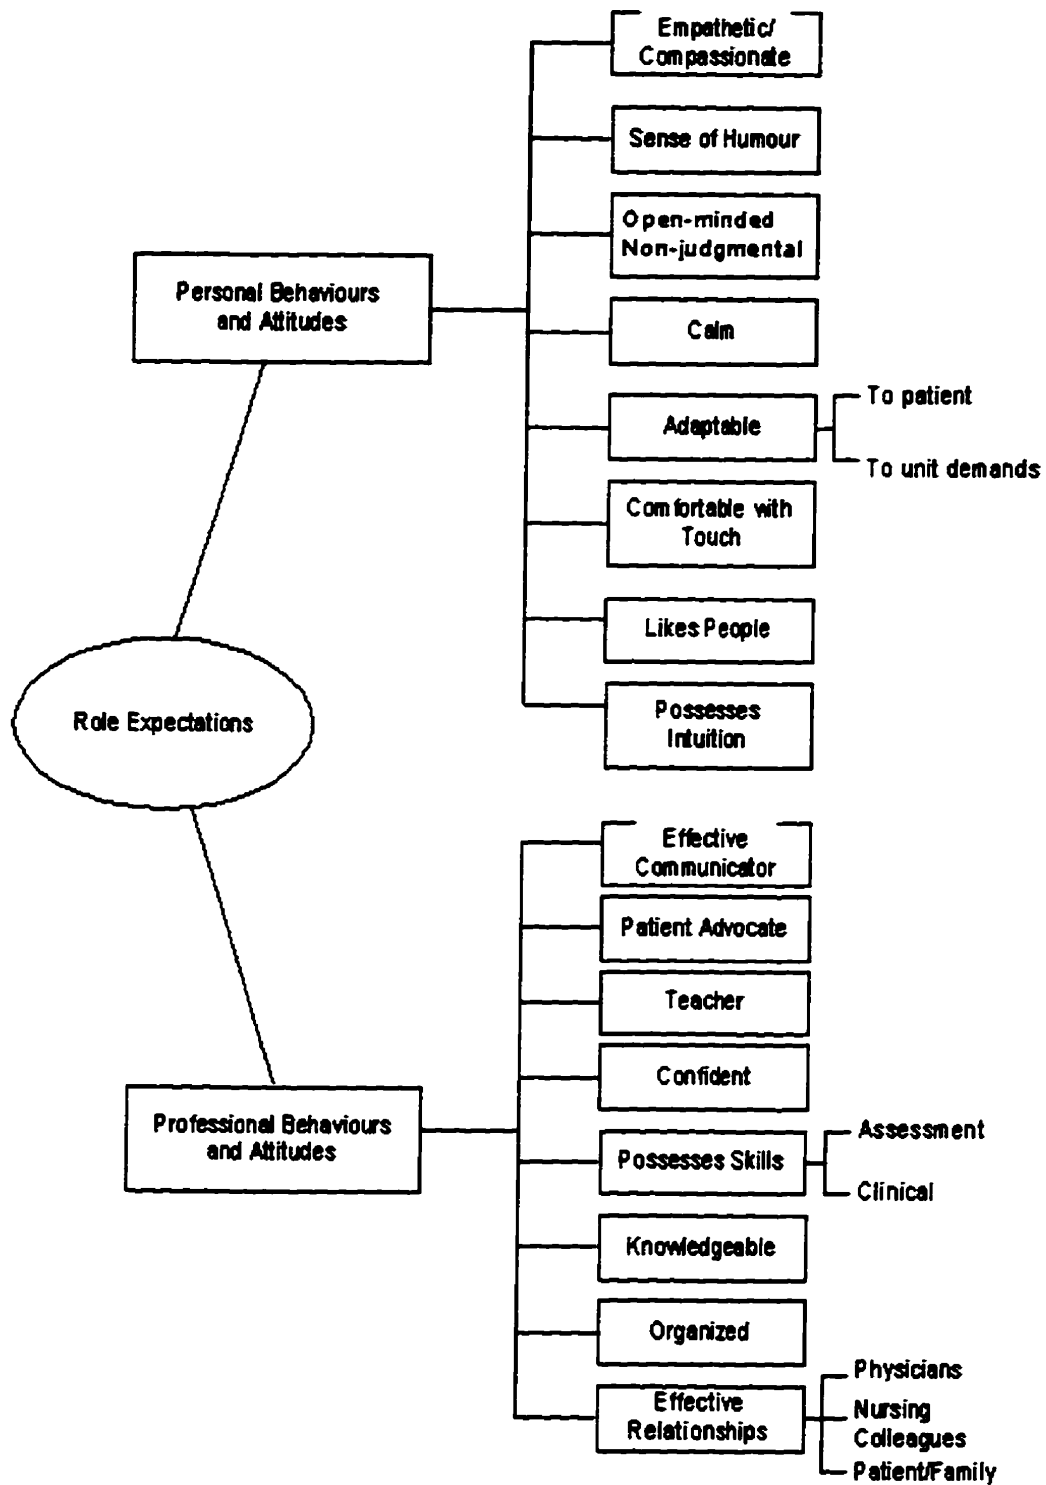 Empathetic/
Compassionate
Sense of Humour
Open-minded
Non-judgmental
Personal Behaviours
and Attitudes
Calm
Adaptable
To patient
To unit demands
Comfortable with
Touch
Likes People
Possesses
Intuition
Role Expectations
Effective
Communicator
Patient Advocate
Teacher
Confident
Professional Behaviours
and Attitudes
Possesses Skills
Assessment
Clinical
Knowledgeable
Organized
Effective
Relationships
Physicians
Nursing
Colleagues
Patient/Family